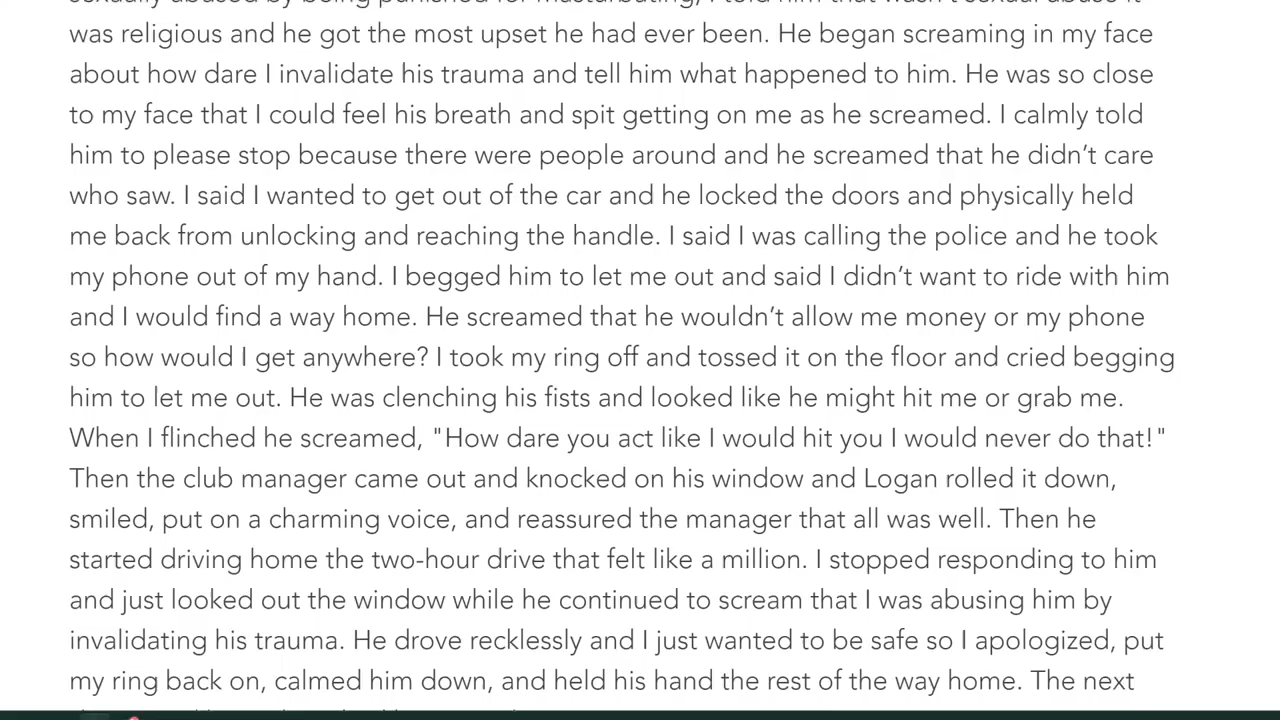 was religious and he got the most upset he had ever been. He began screaming in my face
about how dare I invalidate his trauma and tell him what happened to him. He was so close
to my face that I could feel his breath and spit getting on me as he screamed. I calmly told
him to please stop because there were people around and he screamed that he didn’t care
who saw. I said I wanted to get out of the car and he locked the doors and physically held
me back from unlocking and reaching the handle. I said I was calling the police and he took
my phone out of my hand. I begged him to let me out and said I didn’t want to ride with him
and I would find a way home. He screamed that he wouldn’t allow me money or my phone
so how would I get anywhere? I took my ring off and tossed it on the floor and cried begging
him to let me out. He was clenching his fists and looked like he might hit me or grab me.
When I flinched he screamed, "How dare you act like I would hit you I would never do that!"
Then the club manager came out and knocked on his window and Logan rolled it down,
smiled, put on a charming voice, and reassured the manager that all was well. Then he
started driving home the two-hour drive that felt like a million. I stopped responding to him
and just looked out the window while he continued to scream that I was abusing him by
invalidating his trauma. He drove recklessly and I just wanted to be safe so I apologized, put
my ring back on, calmed him down, and held his hand the rest of the way home. The next